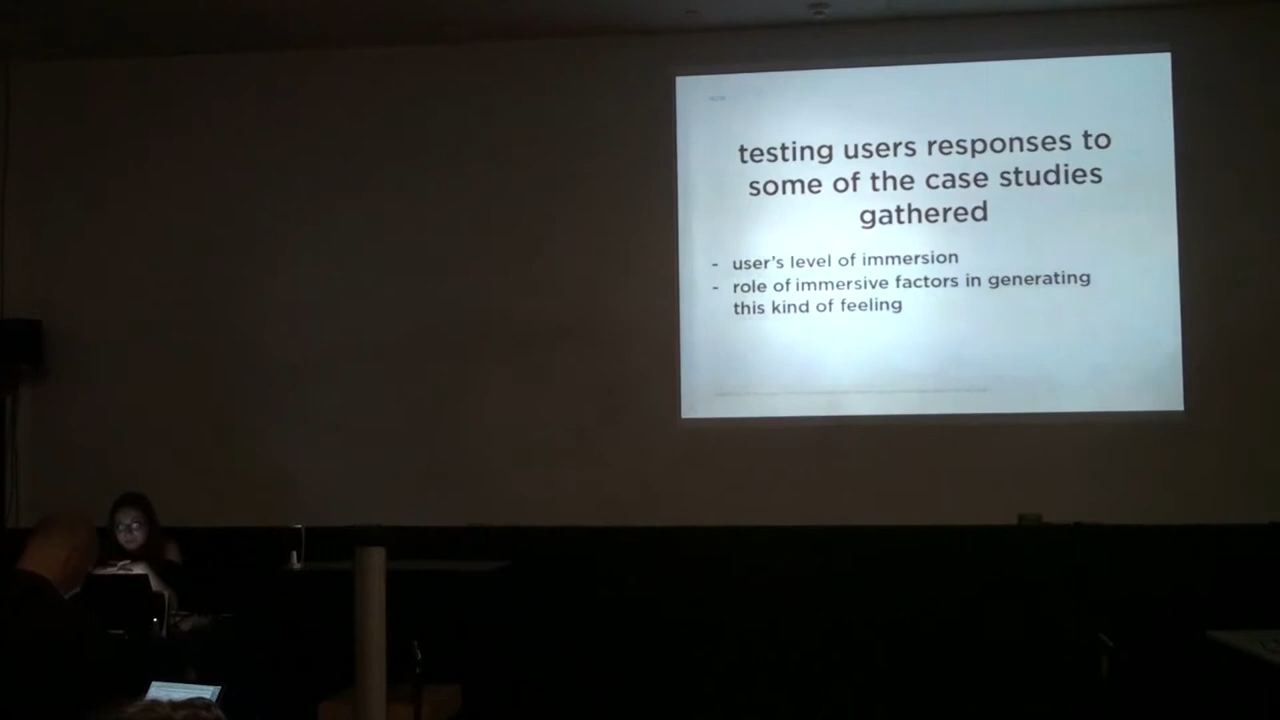 testing users responses to
some of the case studies
gathered
- user's level of immersion
- role of immersive factors in generating
this kind of feeling